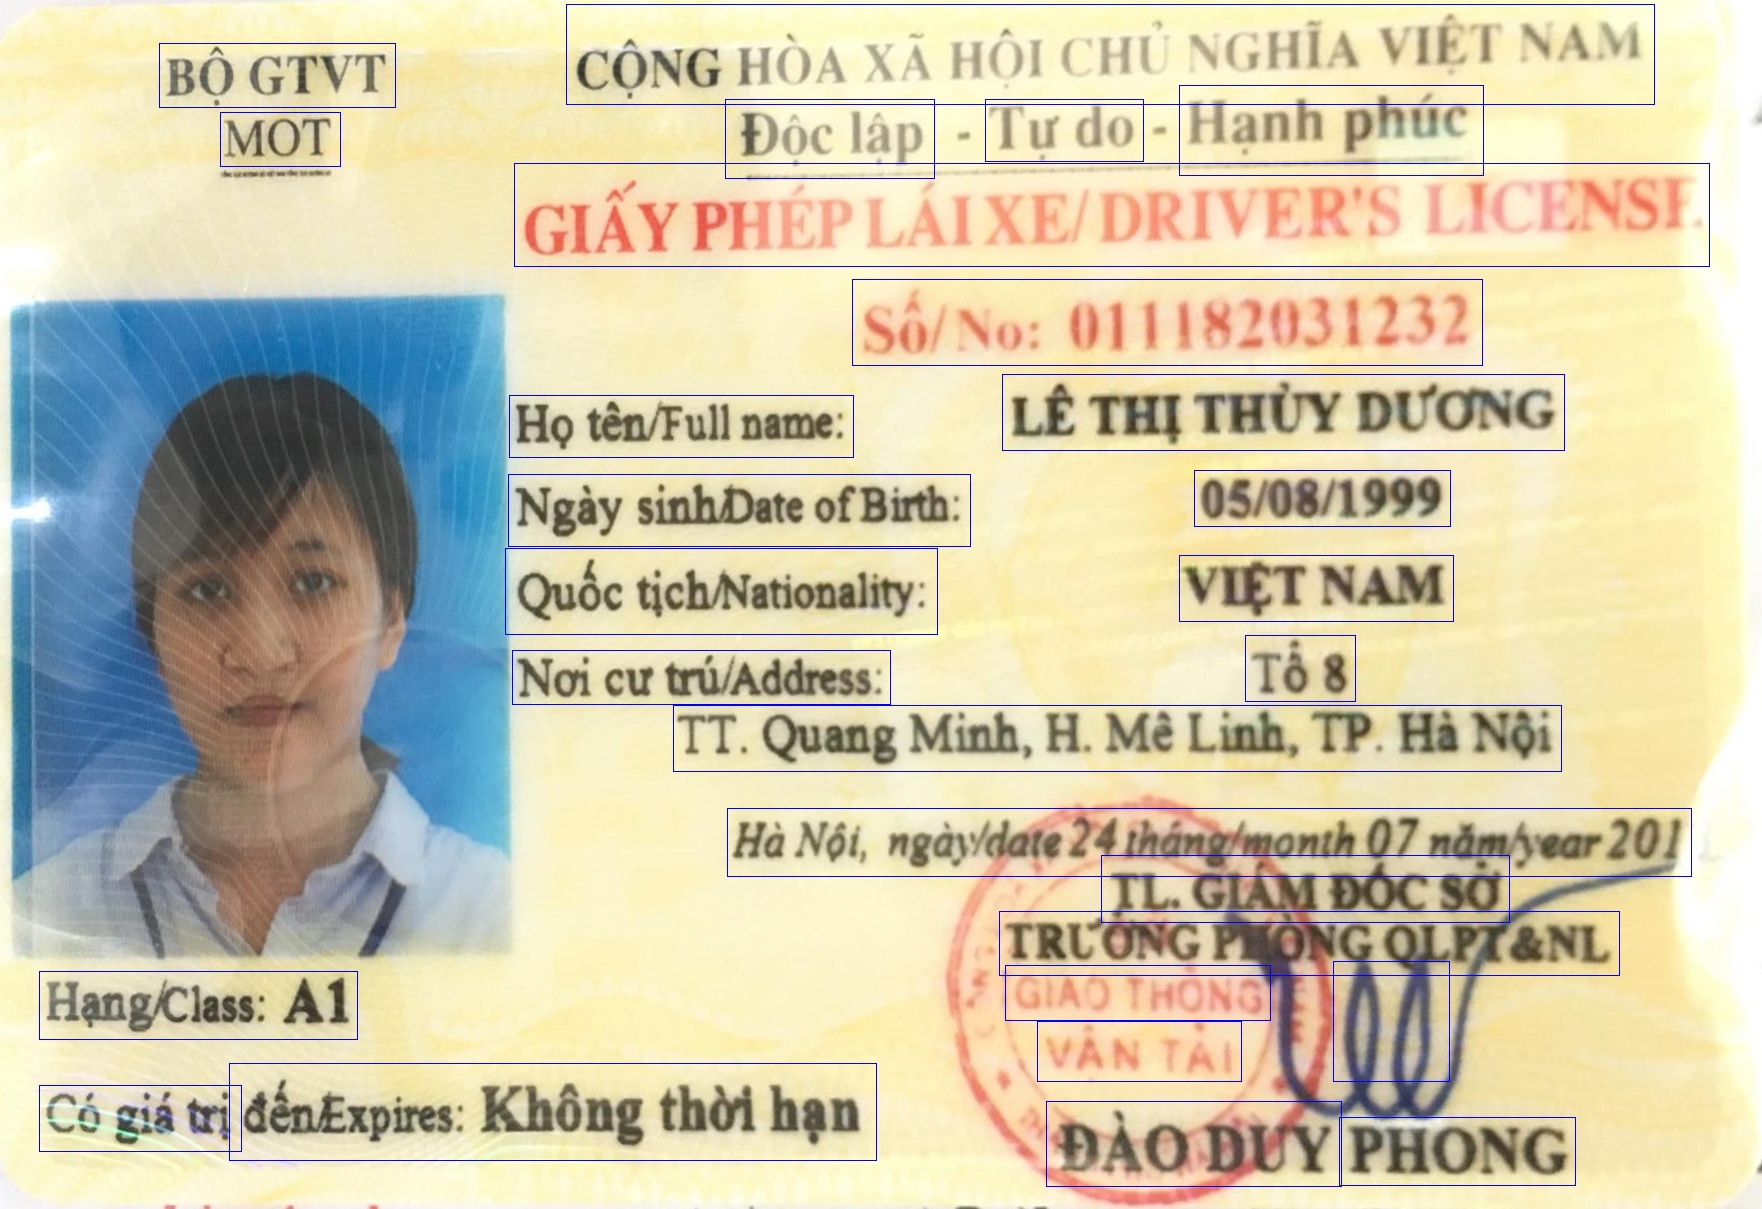 BỘ GTVT
MOT
CỘNG HÒA XÃ HỘI CHỦ NGHĨA VIỆT NAM
Độc lập - Tự do - Hạnh phúc
GIẤY PHÉP LÁI XE/DRIVER'S LICENSE
Số/No: 011182031232
Họ tên/Full name: LÊ THỊ THÙY DƯƠNG
Ngày sinh/Date of Birth: 05/08/1999
Quốc tịch/Nationality: VIỆT NAM
Nơi cư trú/Address: Tổ 8
TT. Quang Minh, H. Mê Linh, TP. Hà Nội
Hà Nội, ngày/date 24 tháng/month 07 năm/year 201
TL. GIÁM ĐỐC SỞ
TRƯỞNG PHÒNG QLPT&NL
GIAO THÔNG
VẬN TẢI
Hạng/Class: A1
Có giá trị đến/Expires: Không thời hạn
ĐÀO DUY PHONG